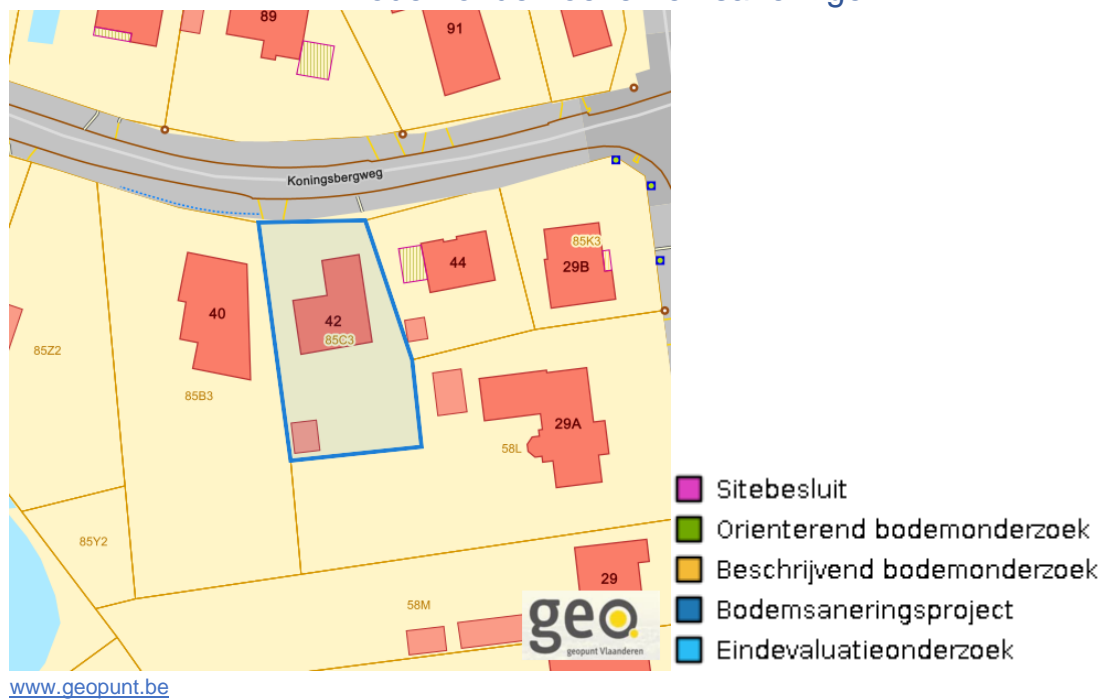 89
91
Koningsbergweg
85K3
44
29B
40
42
85C3
85Z2
85B3
29A
58L
85Y2
29
58M
geo
geopunt Vlaanderen
Sitebesluit
Orienterend bodemonderzoek
Beschrijvend bodemonderzoek
Bodemsaneringsproject
Eindevaluatieonderzoek
www.geopunt.be